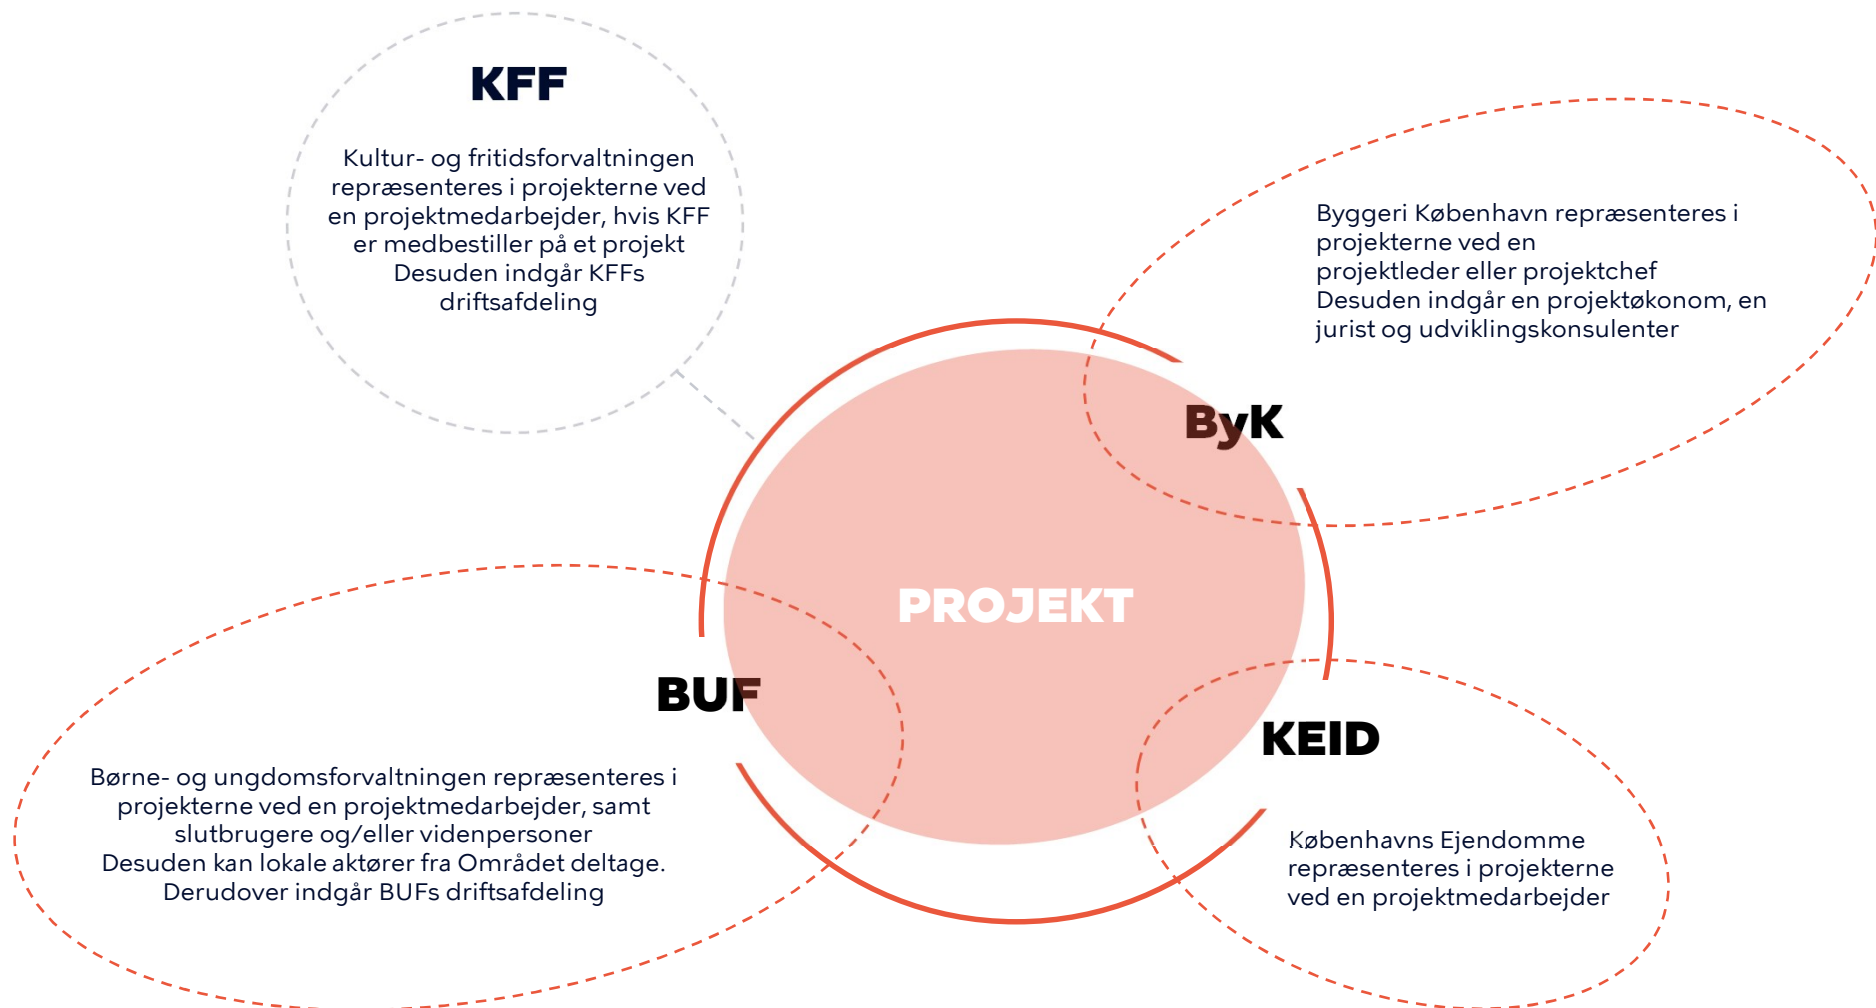 KFF
Kultur- og fritidsforvaltningen
repræsenteres i projekterne ved
en projektmedarbejder, hvis KFF
er medbestiller på et projekt
Desuden indgår KFFs
driftsafdeling
Byggeri København repræsenteres i
projekterne ved en
projektleder eller projektchef
Desuden indgår en projektøkonom, en
jurist og udviklingskonsulenter
ByK
PROJEKT
BUF
Børne- og ungdomsforvaltningen repræsenteres i
projekterne ved en projektmedarbejder, samt
slutbrugere og/eller videnpersoner
Desuden kan lokale aktører fra Området deltage.
Derudover indgår BUFs driftsafdeling
KEID
Københavns Ejendomme
repræsenteres i projekterne
ved en projektmedarbejder